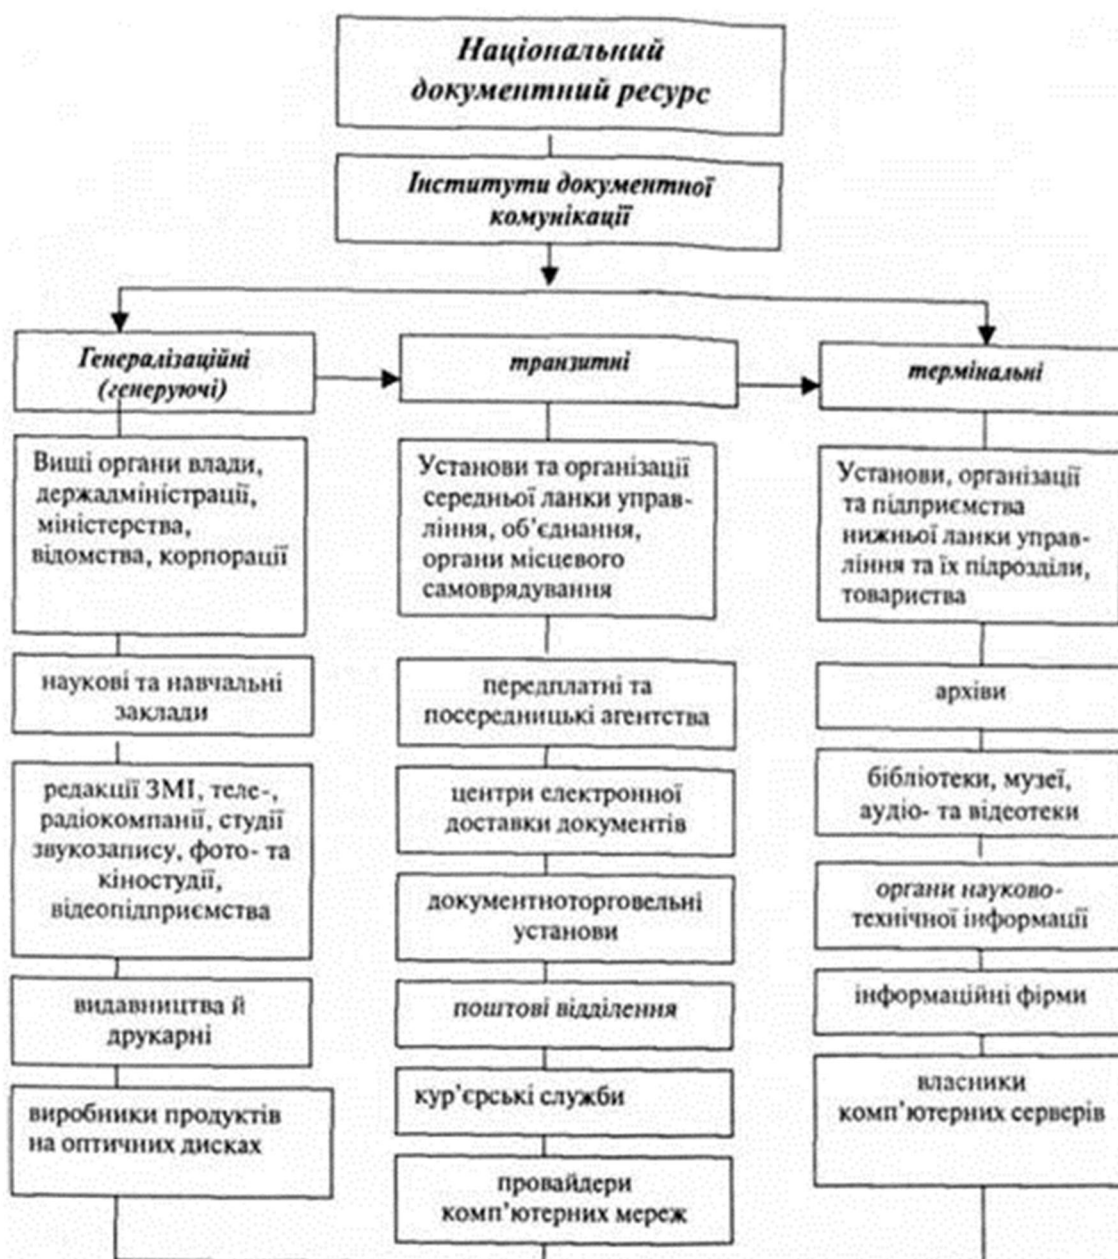 Національний
документний ресурс
Інститути документної
комунікації
Генералізаційні
(генеруючі)
транзитні
термінальні
Вищі органи влади,
держадміністрації,
міністерства,
відомства, корпорації
Установи та організації
середньої ланки управ-
ління, об’єднання,
органи місцевого
самоврядування
Установи, організації
та підприємства
нижньої ланки управ-
ління та їх підрозділи,
товариства
наукові та навчальні
заклади
передплатні та
посередницькі агентства
архіви
редакції ЗМІ, теле-,
радіокомпанії, студії
звукозапису, фото- та
кіностудії,
відеопідприємства
центри електронної
доставки документів
бібліотеки, музеї,
аудіо- та відеотеки
документноторговельні
установи
органи науково-
технічної інформації
видавництва й
друкарні
поштові відділення
інформаційні фірми
виробники продуктів
на оптичних дисках
кур’єрські служби
власники
комп’ютерних серверів
провайдери
комп’ютерних мереж